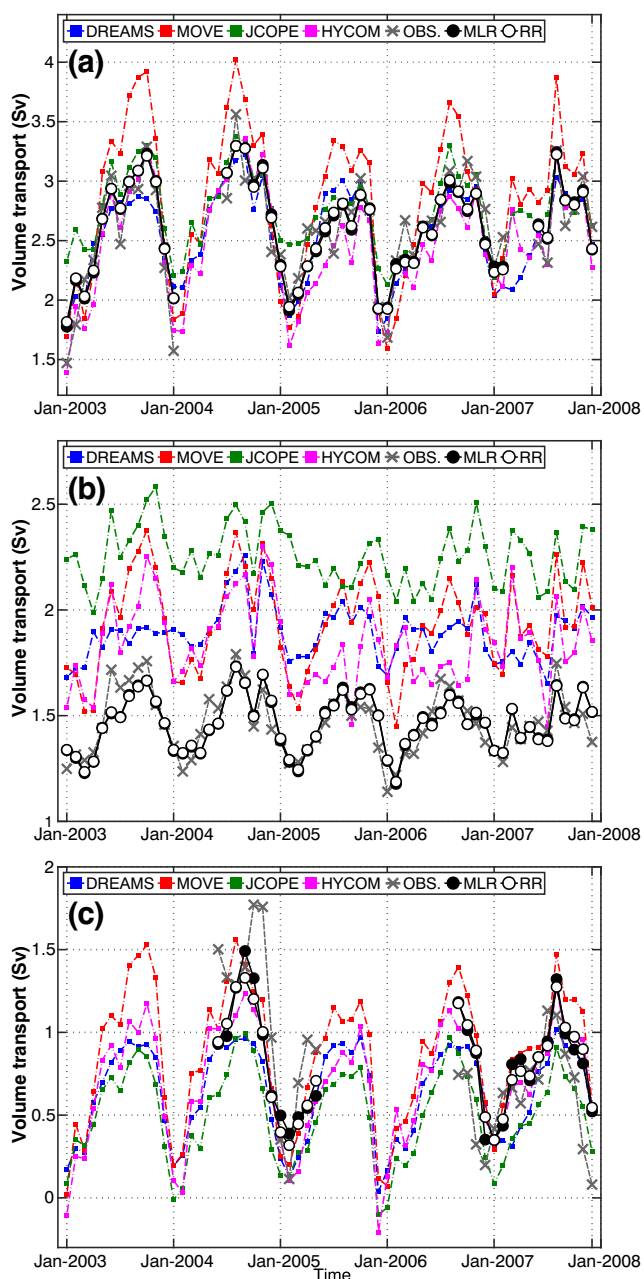 DREAMS MOVE JCOPE HYCOM OBS. MLR RR
(a)
4
3.5
3
2.5
2
1.5
Volume transport (Sv)
Jan-2003 Jan-2004 Jan-2005 Jan-2006 Jan-2007 Jan-2008
DREAMS MOVE JCOPE HYCOM OBS. MLR RR
(b)
2.5
2
1.5
1
Volume transport (Sv)
Jan-2003 Jan-2004 Jan-2005 Jan-2006 Jan-2007 Jan-2008
2
DREAMS MOVE JCOPE HYCOM OBS. MLR RR
(c)
1.5
1
0.5
0
Volume transport (Sv)
Jan-2003 Jan-2004 Jan-2005 Jan-2006 Jan-2007 Jan-2008
Time